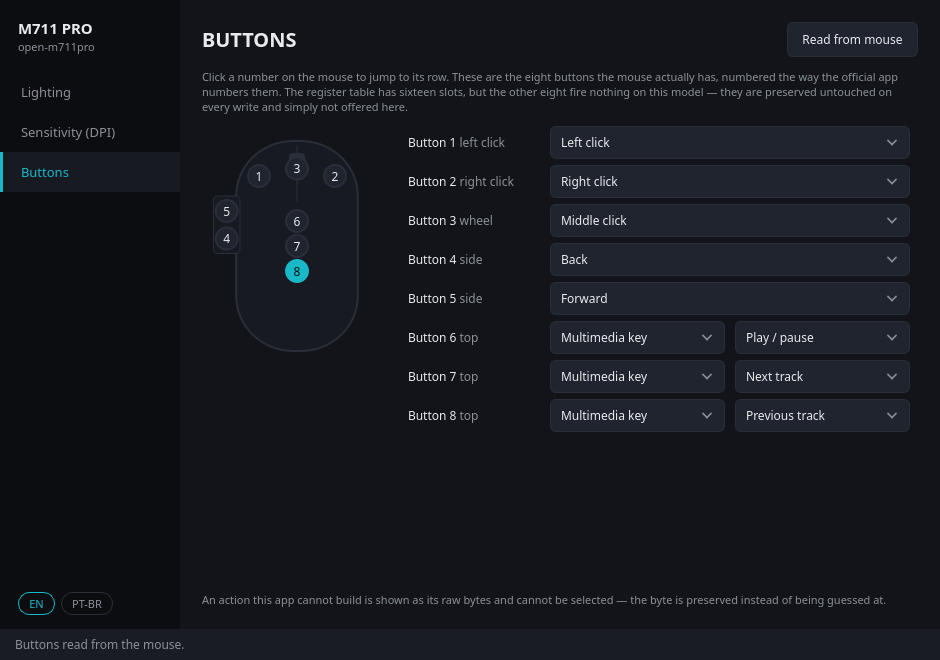 M711 PRO
open-m711pro
Lighting
Sensitivity (DPI)
Buttons
EN
PT-BR
BUTTONS
Read from mouse
Click a number on the mouse to jump to its row. These are the eight buttons the mouse actually has, numbered the way the official app
numbers them. The register table has sixteen slots, but the other eight fire nothing on this model — they are preserved untouched on
every write and simply not offered here.
1
3
2
5
4
6
7
8
Button 1 left click
Left click
Button 2 right click
Right click
Button 3 wheel
Middle click
Button 4 side
Back
Button 5 side
Forward
Button 6 top
Multimedia key
Play / pause
Button 7 top
Multimedia key
Next track
Button 8 top
Multimedia key
Previous track
An action this app cannot build is shown as its raw bytes and cannot be selected — the byte is preserved instead of being guessed at.
Buttons read from the mouse.